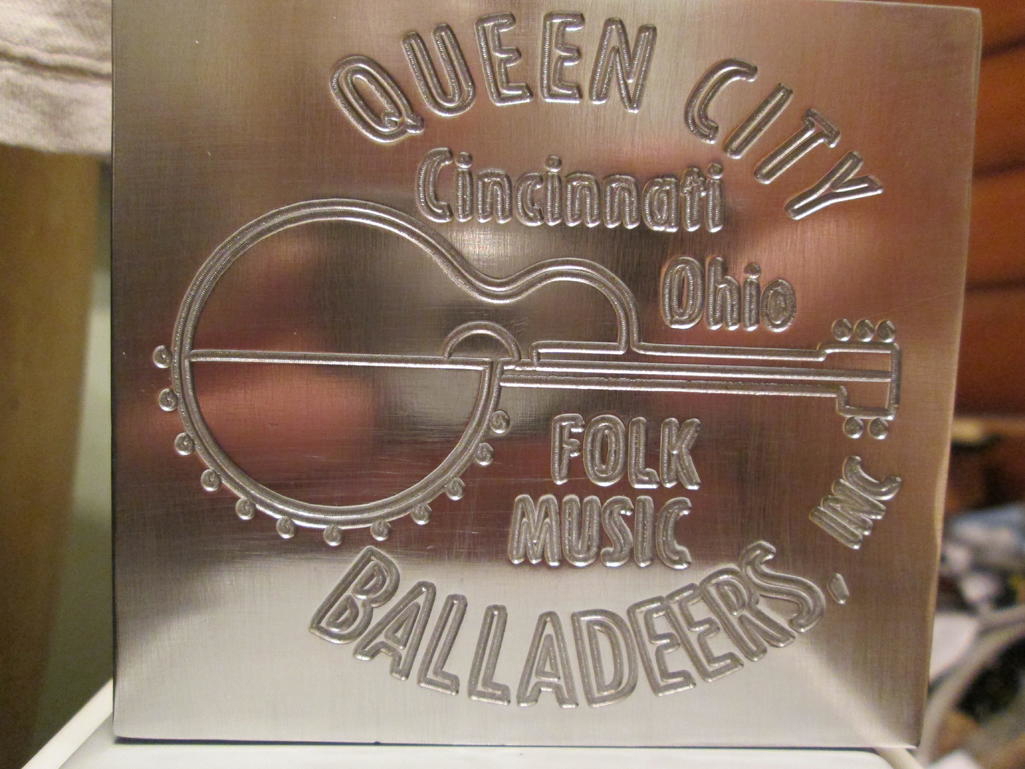 QUEEN CITY
Cincinnati
Ohio
FOLK
MUSIC
BALLADEERS, INC